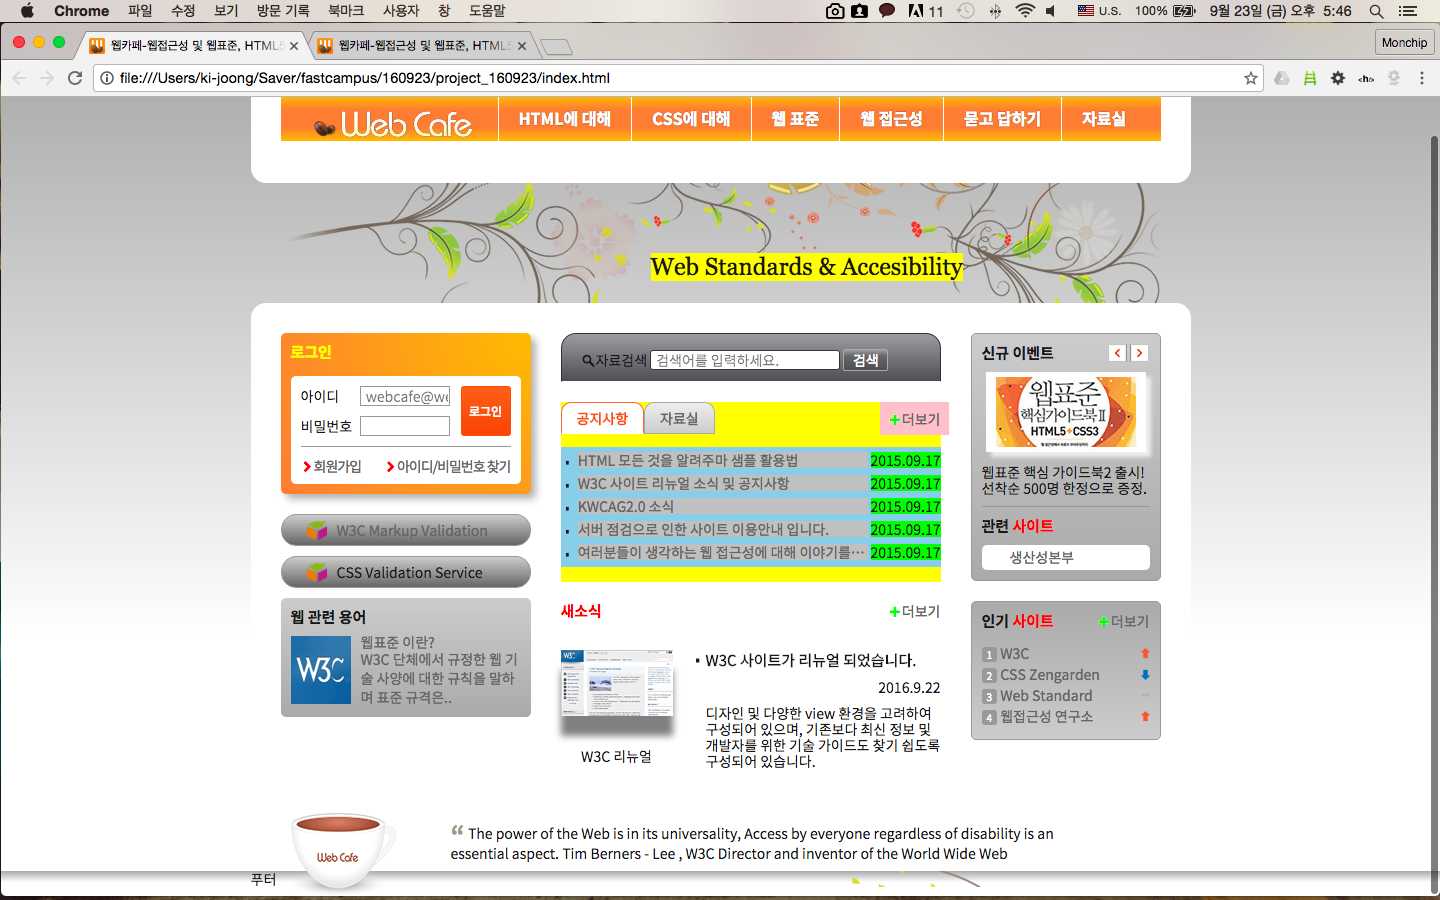 Chrome 파일 수정 보기 방문 기록 북마크 사용자 창 도움말 11 U.S. 100% 9월 23일 (금) 오후 5:46
웹카페-웹접근성 및 웹표준, HTML5 웹카페-웹접근성 및 웹표준, HTML5 Monchip
file:///Users/ki-joong/Saver/fastcampus/160923/project_160923/index.html
Web Cafe HTML에 대해 CSS에 대해 웹 표준 웹 접근성 묻고 답하기 자료실
Web Standards & Accesibility
로그인
아이디 webcafe@we
비밀번호
로그인
회원가입 아이디/비밀번호 찾기
W3C Markup Validation
CSS Validation Service
웹 관련 용어
W3C
웹표준 이란?
W3C 단체에서 규정한 웹 기
술 사양에 대한 규칙을 말하
며 표준 규격은..
자료검색 검색어를 입력하세요. 검색
공지사항 자료실 +더보기
HTML 모든 것을 알려주마 샘플 활용법 2015.09.17
W3C 사이트 리뉴얼 소식 및 공지사항 2015.09.17
KWCAG2.0 소식 2015.09.17
서버 점검으로 인한 사이트 이용안내 입니다. 2015.09.17
여러분들이 생각하는 웹 접근성에 대해 이야기를… 2015.09.17
새소식 +더보기
W3C
W3C 리뉴얼
W3C 사이트가 리뉴얼 되었습니다.
2016.9.22
디자인 및 다양한 view 환경을 고려하여
구성되어 있으며, 기존보다 최신 정보 및
개발자를 위한 기술 가이드도 찾기 쉽도록
구성되어 있습니다.
신규 이벤트
웹표준
핵심가이드북 II
HTML5+CSS3
웹표준 핵심 가이드북2 출시!
선착순 500명 한정으로 증정.
관련 사이트
생산성본부
인기 사이트 +더보기
1 W3C
2 CSS Zengarden
3 Web Standard
4 웹접근성 연구소
Web Cafe
“ The power of the Web is in its universality, Access by everyone regardless of disability is an
essential aspect. Tim Berners - Lee , W3C Director and inventor of the World Wide Web
푸터